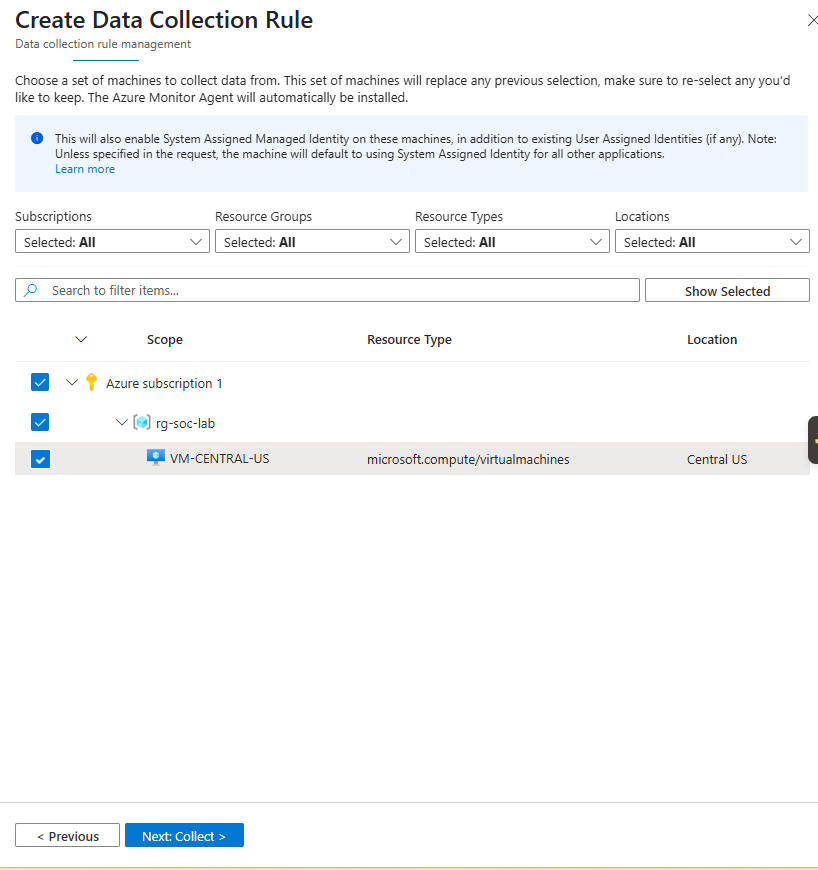 Create Data Collection Rule
Data collection rule management
Choose a set of machines to collect data from. This set of machines will replace any previous selection, make sure to re-select any you'd
like to keep. The Azure Monitor Agent will automatically be installed.
This will also enable System Assigned Managed Identity on these machines, in addition to existing User Assigned Identities (if any). Note:
Unless specified in the request, the machine will default to using System Assigned Identity for all other applications.
Learn more
Subscriptions Resource Groups Resource Types Locations
Selected: All Selected: All Selected: All Selected: All
Search to filter items... Show Selected
Scope Resource Type Location
Azure subscription 1
rg-soc-lab
VM-CENTRAL-US microsoft.compute/virtualmachines Central US
< Previous Next: Collect >